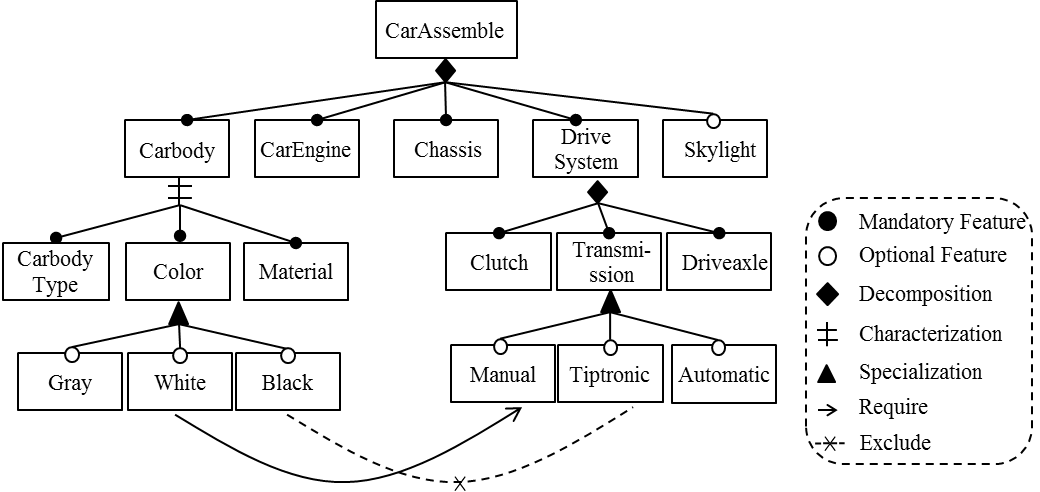 CarAssemble
Carbody
CarEngine
Chassis
Drive
System
Skylight
Carbody
Type
Color
Material
Clutch
Transmi-
ssion
Driveaxle
Gray
White
Black
Manual
Tiptronic
Automatic
Mandatory Feature
Optional Feature
Decomposition
Characterization
Specialization
Require
Exclude